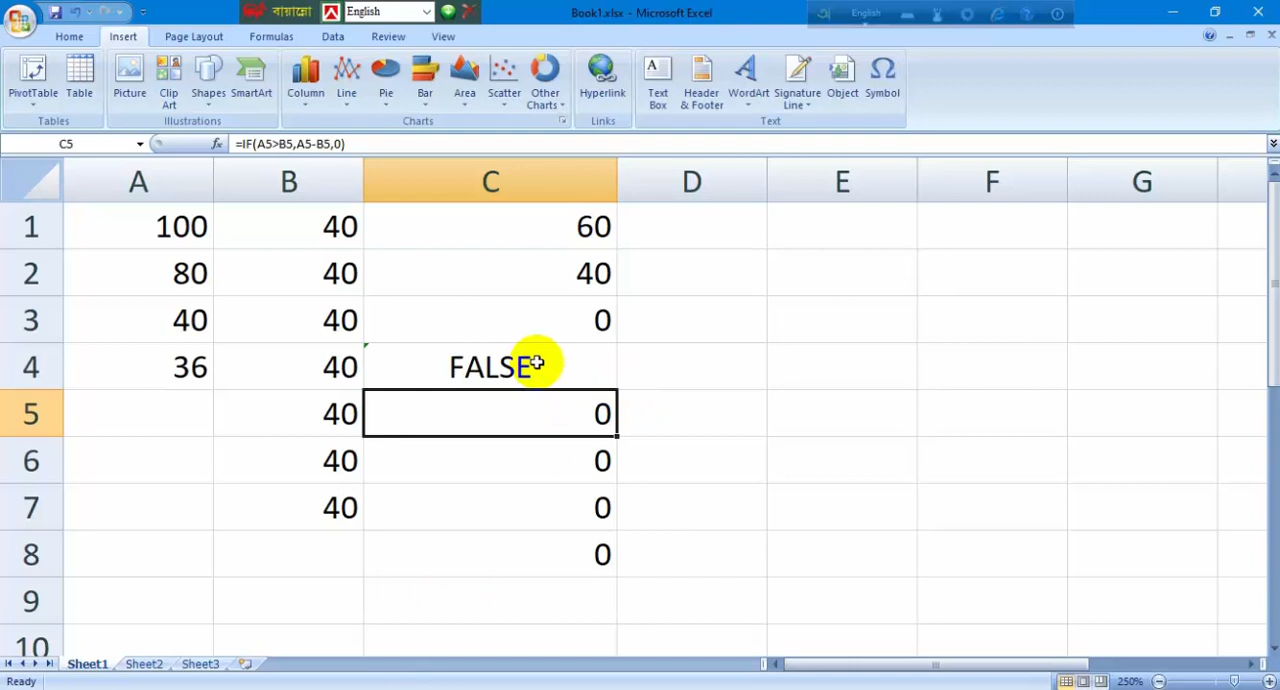 বায়ান্নো English Book1.xlsx - Microsoft Excel অ English
Home Insert Page Layout Formulas Data Review View
PivotTable Table Picture Clip Art Shapes SmartArt Column Line Pie Bar Area Scatter Other Charts Hyperlink Text Box Header & Footer WordArt Signature Line Object Symbol
Tables Illustrations Charts Links Text
C5 fx =IF(A5>B5,A5-B5,0)
A B C D E F G
1 100 40 60
2 80 40 40
3 40 40 0
4 36 40 FALSE
5 40 0
6 40 0
7 40 0
8 0
9
10
Sheet1 Sheet2 Sheet3
Ready 250%